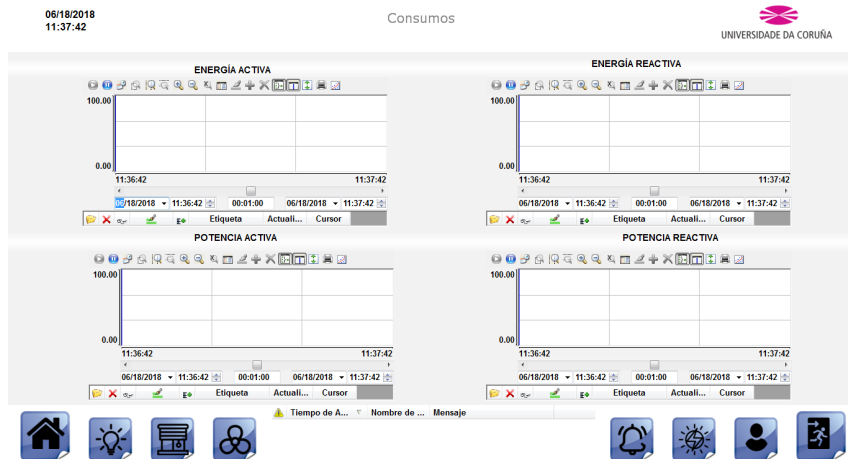 06/18/2018
11:37:42
Consumos
UNIVERSIDADE DA CORUÑA
ENERGÍA ACTIVA
100.00
0.00
11:36:42 11:37:42
06/18/2018 11:36:42 00:01:00 06/18/2018 11:37:42
Etiqueta Actuali... Cursor
ENERGÍA REACTIVA
100.00
0.00
11:36:42 11:37:42
06/18/2018 11:36:42 00:01:00 06/18/2018 11:37:42
Etiqueta Actuali... Cursor
POTENCIA ACTIVA
100.00
0.00
11:36:42 11:37:42
06/18/2018 11:36:42 00:01:00 06/18/2018 11:37:42
Etiqueta Actuali... Cursor
POTENCIA REACTIVA
100.00
0.00
11:36:42 11:37:42
06/18/2018 11:36:42 00:01:00 06/18/2018 11:37:42
Etiqueta Actuali... Cursor
Tiempo de A... Nombre de ... Mensaje